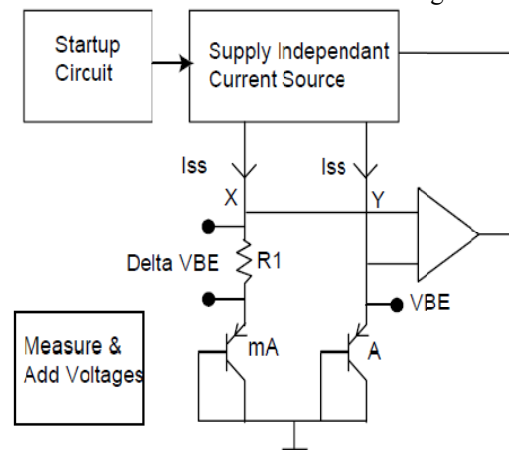 Startup
Circuit
Supply Independant
Current Source
Iss
Iss
X
Y
Delta VBE
R1
VBE
mA
A
Measure &
Add Voltages